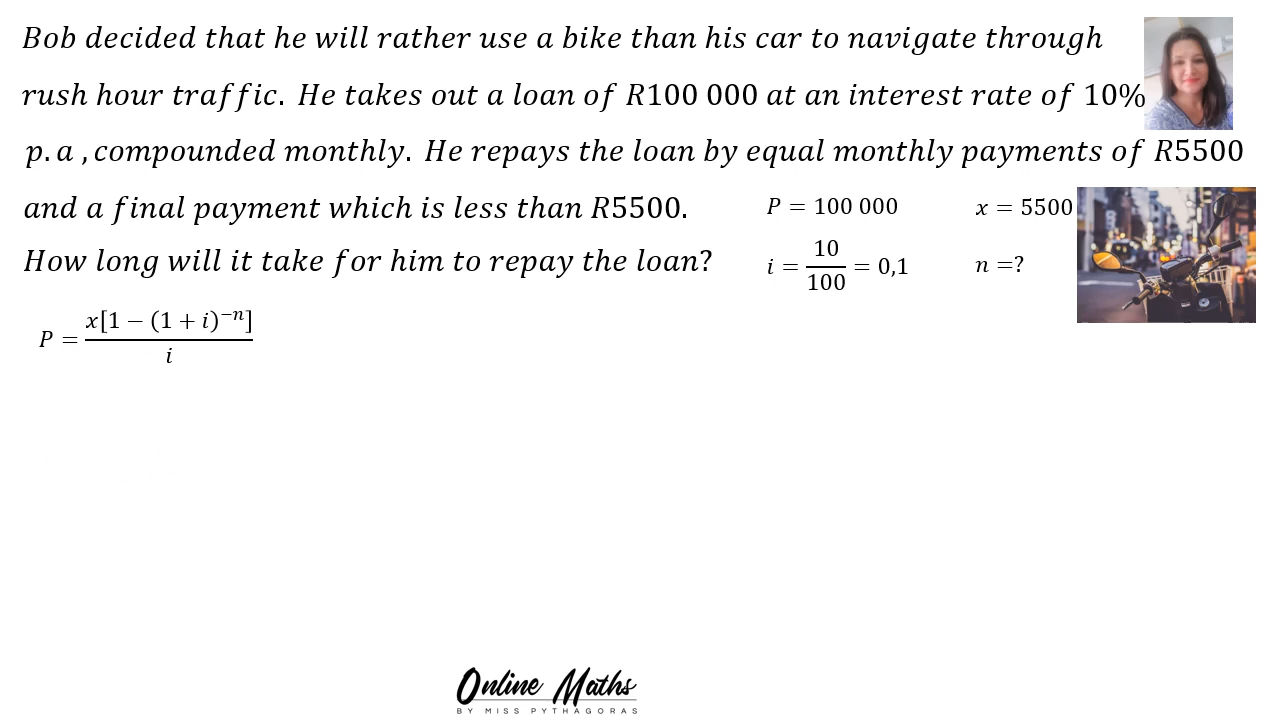 Bob decided that he will rather use a bike than his car to navigate through
rush hour traffic. He takes out a loan of R100 000 at an interest rate of 10%
p.a ,compounded monthly. He repays the loan by equal monthly payments of R5500
and a final payment which is less than R5500.
P = 100 000
x = 5500
How long will it take for him to repay the loan?
i = 10/100 = 0,1
n =?
P = x[1 − (1 + i)⁻ⁿ]/i
Online Maths
BY MISS PYTHAGORAS